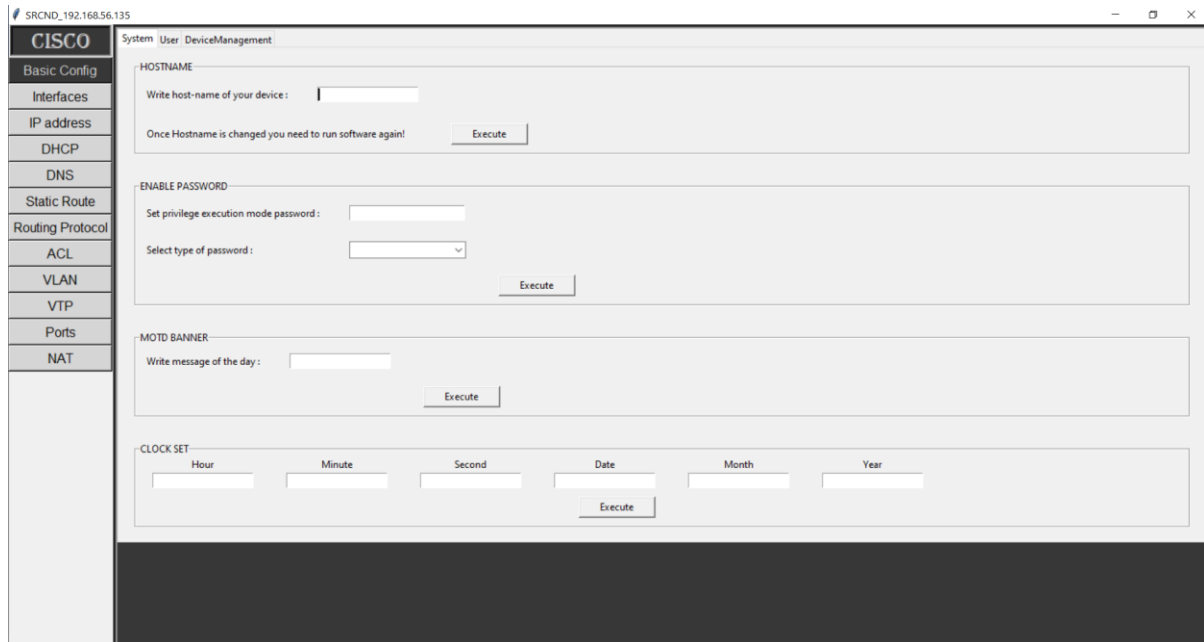 SRCND_192.168.56.135
CISCO
Basic Config
Interfaces
IP address
DHCP
DNS
Static Route
Routing Protocol
ACL
VLAN
VTP
Ports
NAT
System User DeviceManagement
HOSTNAME
Write host-name of your device :
Once Hostname is changed you need to run software again! Execute
ENABLE PASSWORD
Set privilege execution mode password :
Select type of password :
Execute
MOTD BANNER
Write message of the day :
Execute
CLOCK SET
Hour Minute Second Date Month Year
Execute